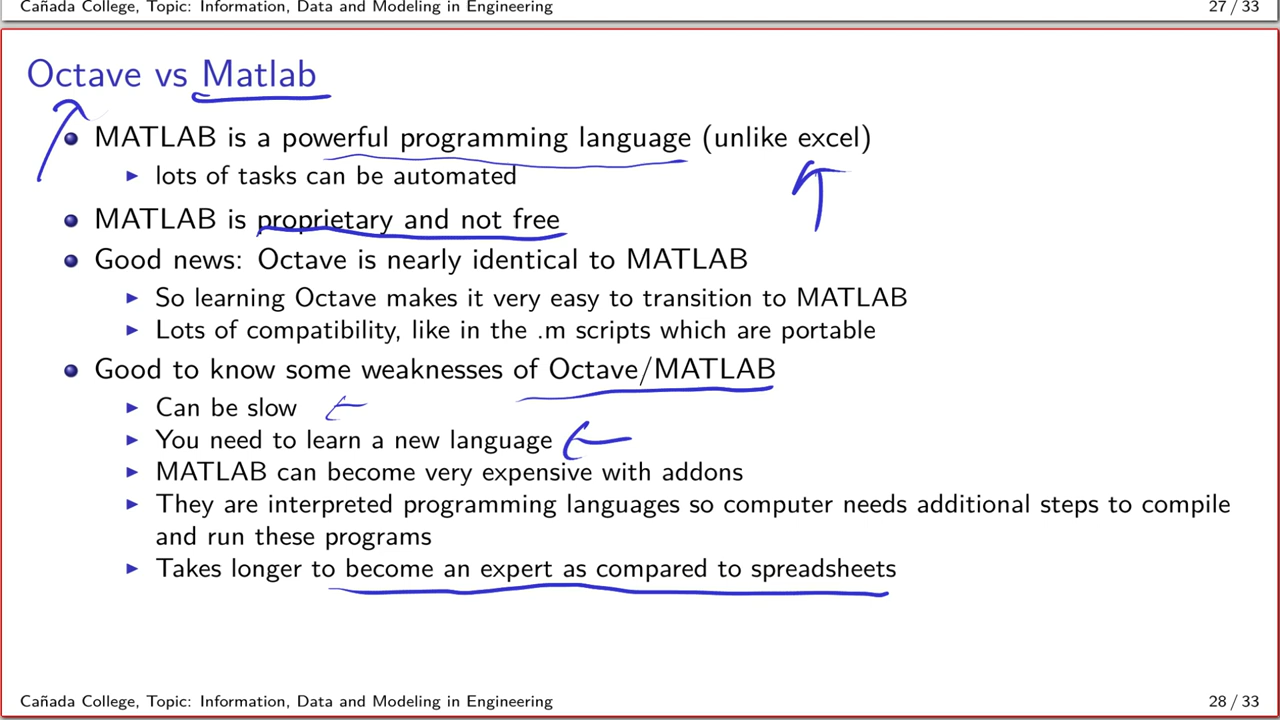 Cañada College, Topic: Information, Data and Modeling in Engineering 27 / 33
Octave vs Matlab
MATLAB is a powerful programming language (unlike excel)
lots of tasks can be automated
MATLAB is proprietary and not free
Good news: Octave is nearly identical to MATLAB
So learning Octave makes it very easy to transition to MATLAB
Lots of compatibility, like in the .m scripts which are portable
Good to know some weaknesses of Octave/MATLAB
Can be slow
You need to learn a new language
MATLAB can become very expensive with addons
They are interpreted programming languages so computer needs additional steps to compile
and run these programs
Takes longer to become an expert as compared to spreadsheets
Cañada College, Topic: Information, Data and Modeling in Engineering 28 / 33